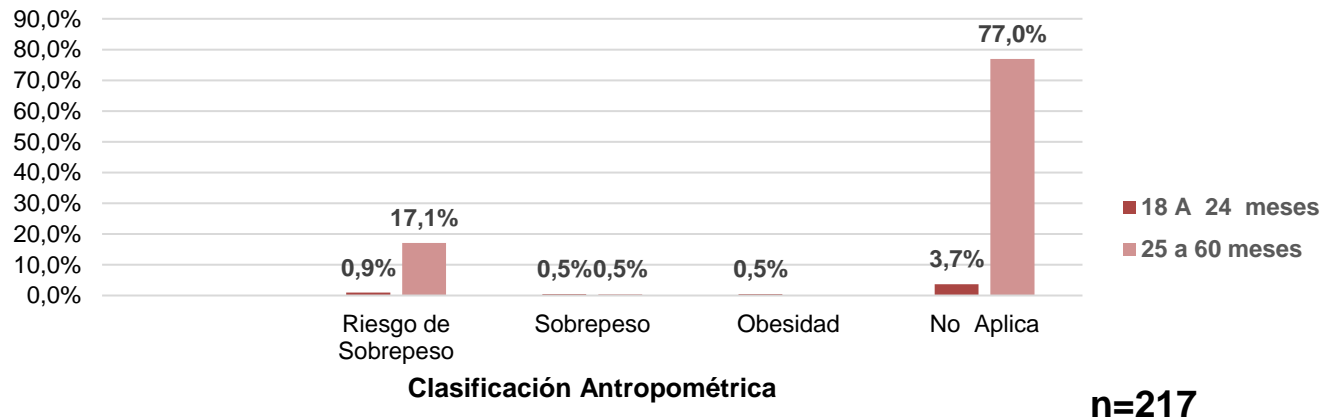 90,0%
80,0%
70,0%
60,0%
50,0%
40,0%
30,0%
20,0%
10,0%
0,0%
0,9%
17,1%
0,5%
0,5%
0,5%
3,7%
77,0%
Riesgo de
Sobrepeso
Sobrepeso
Obesidad
No Aplica
Clasificación Antropométrica
18 A 24 meses
25 a 60 meses
n=217